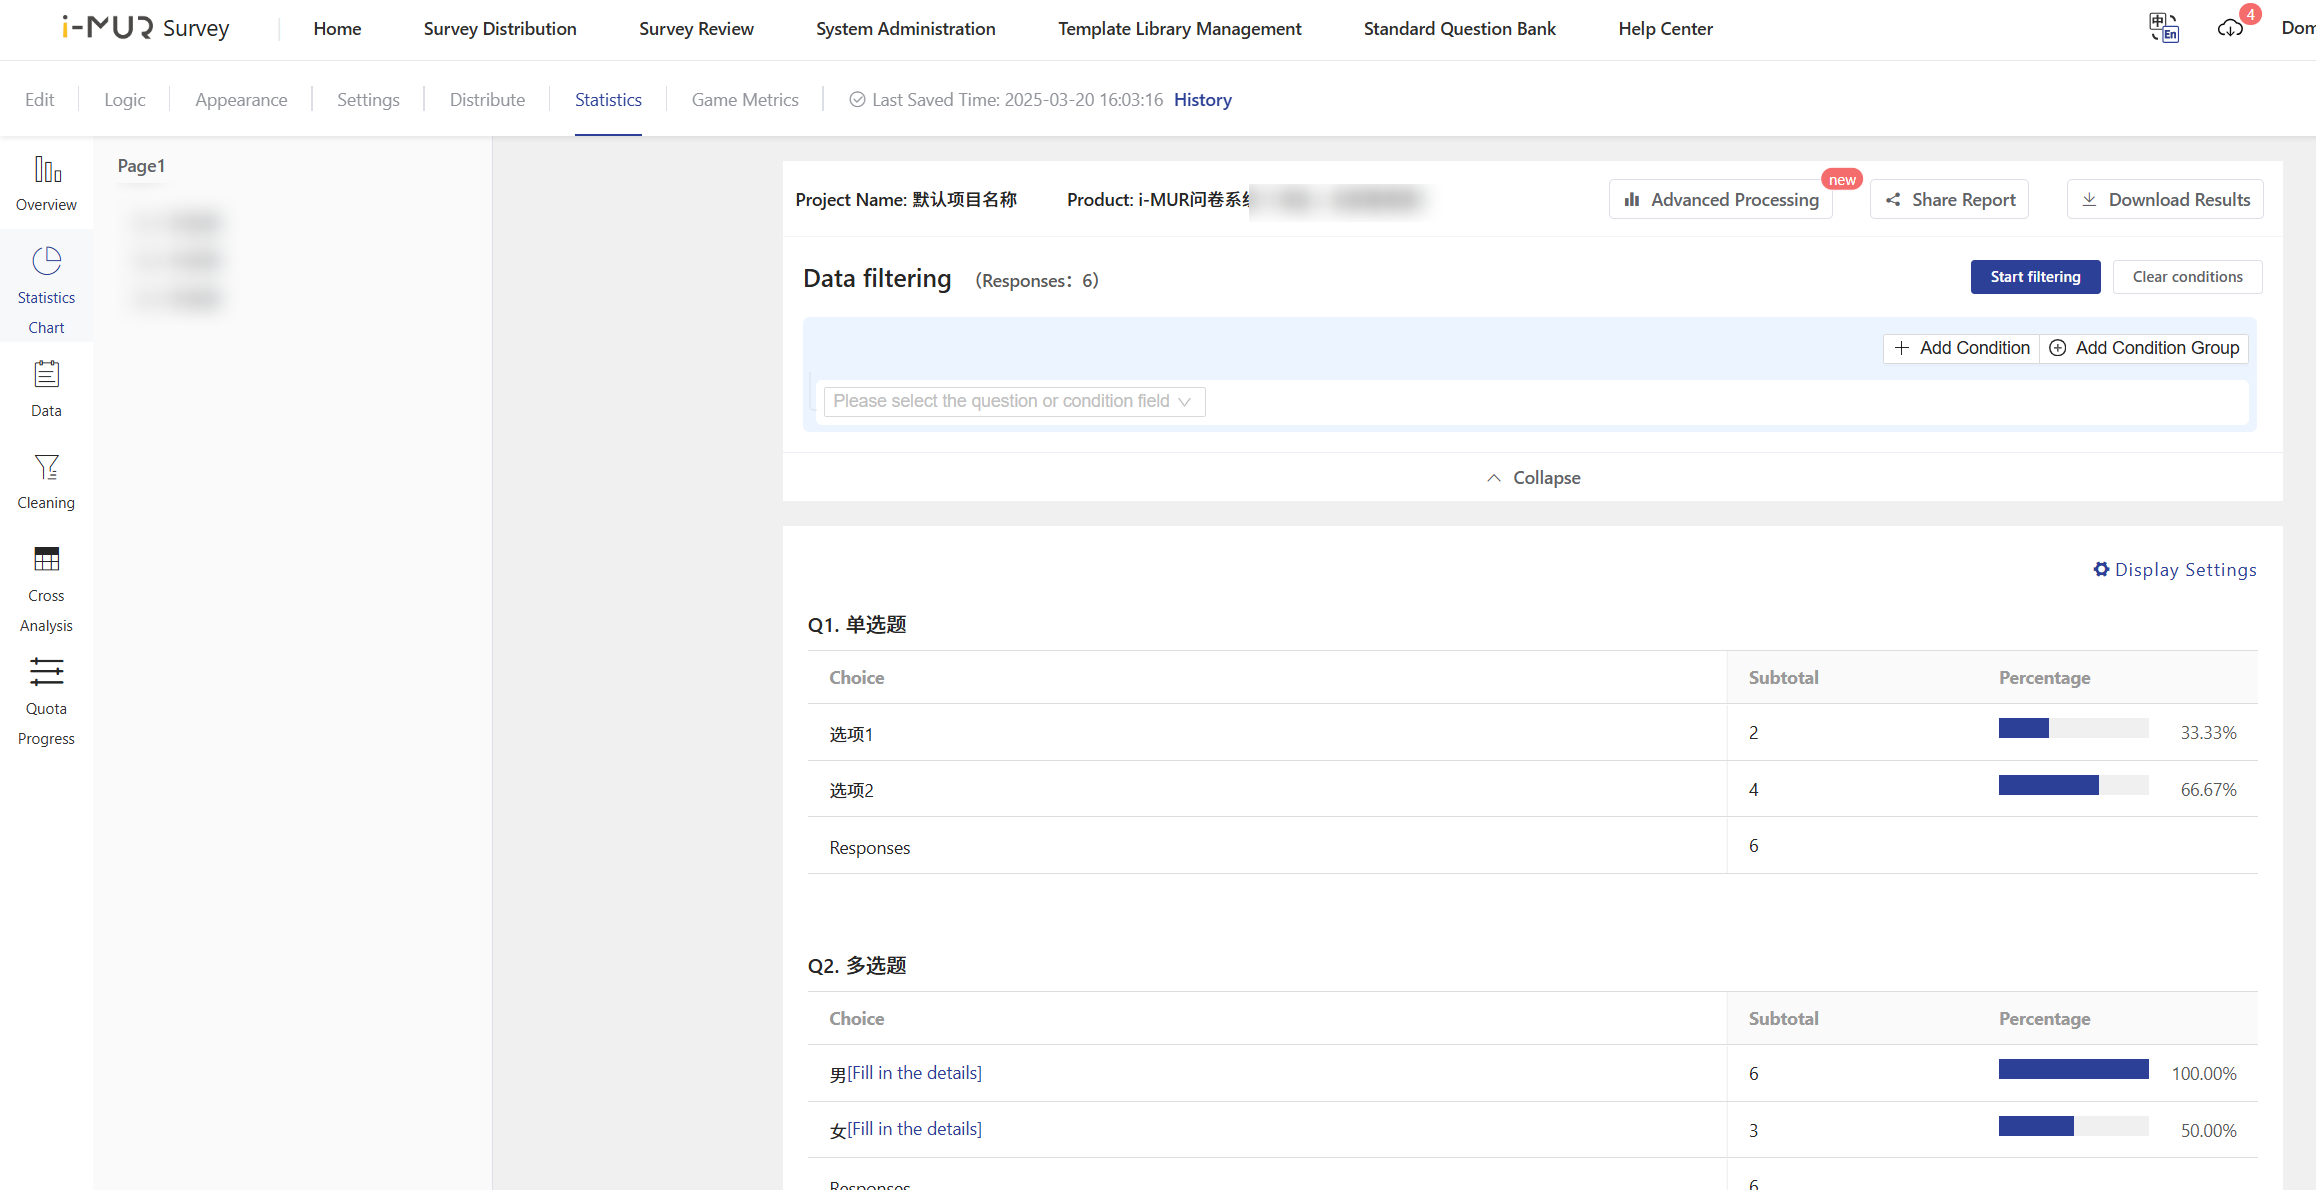 i-MUR Survey
Home
Survey Distribution
Survey Review
System Administration
Template Library Management
Standard Question Bank
Help Center
中
En
4
Dom
Edit
Logic
Appearance
Settings
Distribute
Statistics
Game Metrics
Last Saved Time: 2025-03-20 16:03:16 History
Overview
Statistics
Chart
Data
Cleaning
Cross
Analysis
Quota
Progress
Page1
Project Name: 默认项目名称
Product: i-MUR问卷系统
Advanced Processing
new
Share Report
Download Results
Data filtering
（Responses：6）
Start filtering
Clear conditions
Add Condition
Add Condition Group
Please select the question or condition field
Collapse
Display Settings
Q1. 单选题
Choice Subtotal Percentage
选项1 2 33.33%
选项2 4 66.67%
Responses 6
Q2. 多选题
Choice Subtotal Percentage
男[Fill in the details] 6 100.00%
女[Fill in the details] 3 50.00%
Responses 6